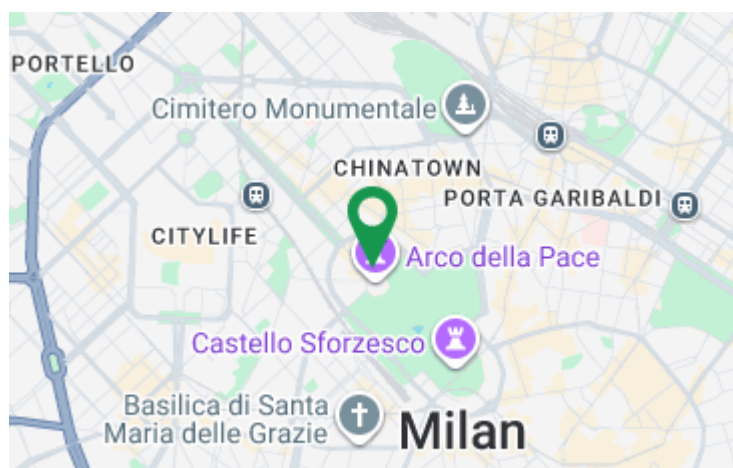 PORTELLO
Cimitero Monumentale
CHINATOWN
PORTA GARIBALDI
CITYLIFE
Arco della Pace
Castello Sforzesco
Basilica di Santa
Maria delle Grazie
Milan